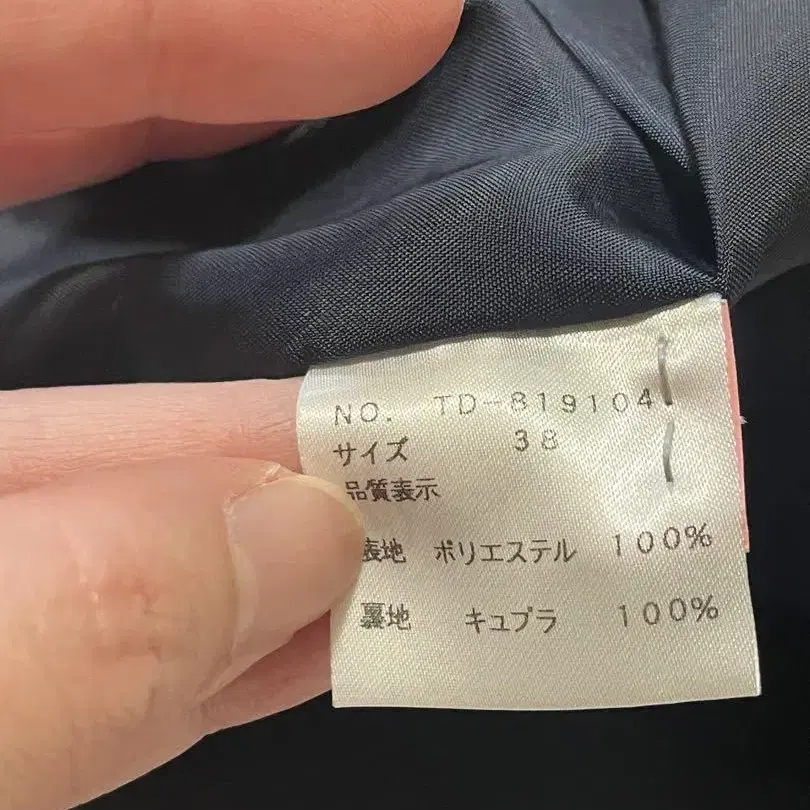 NO. TD-819104
サイズ 38
品質表示
表地 ポリエステル 100%
裏地 キュプラ 100%